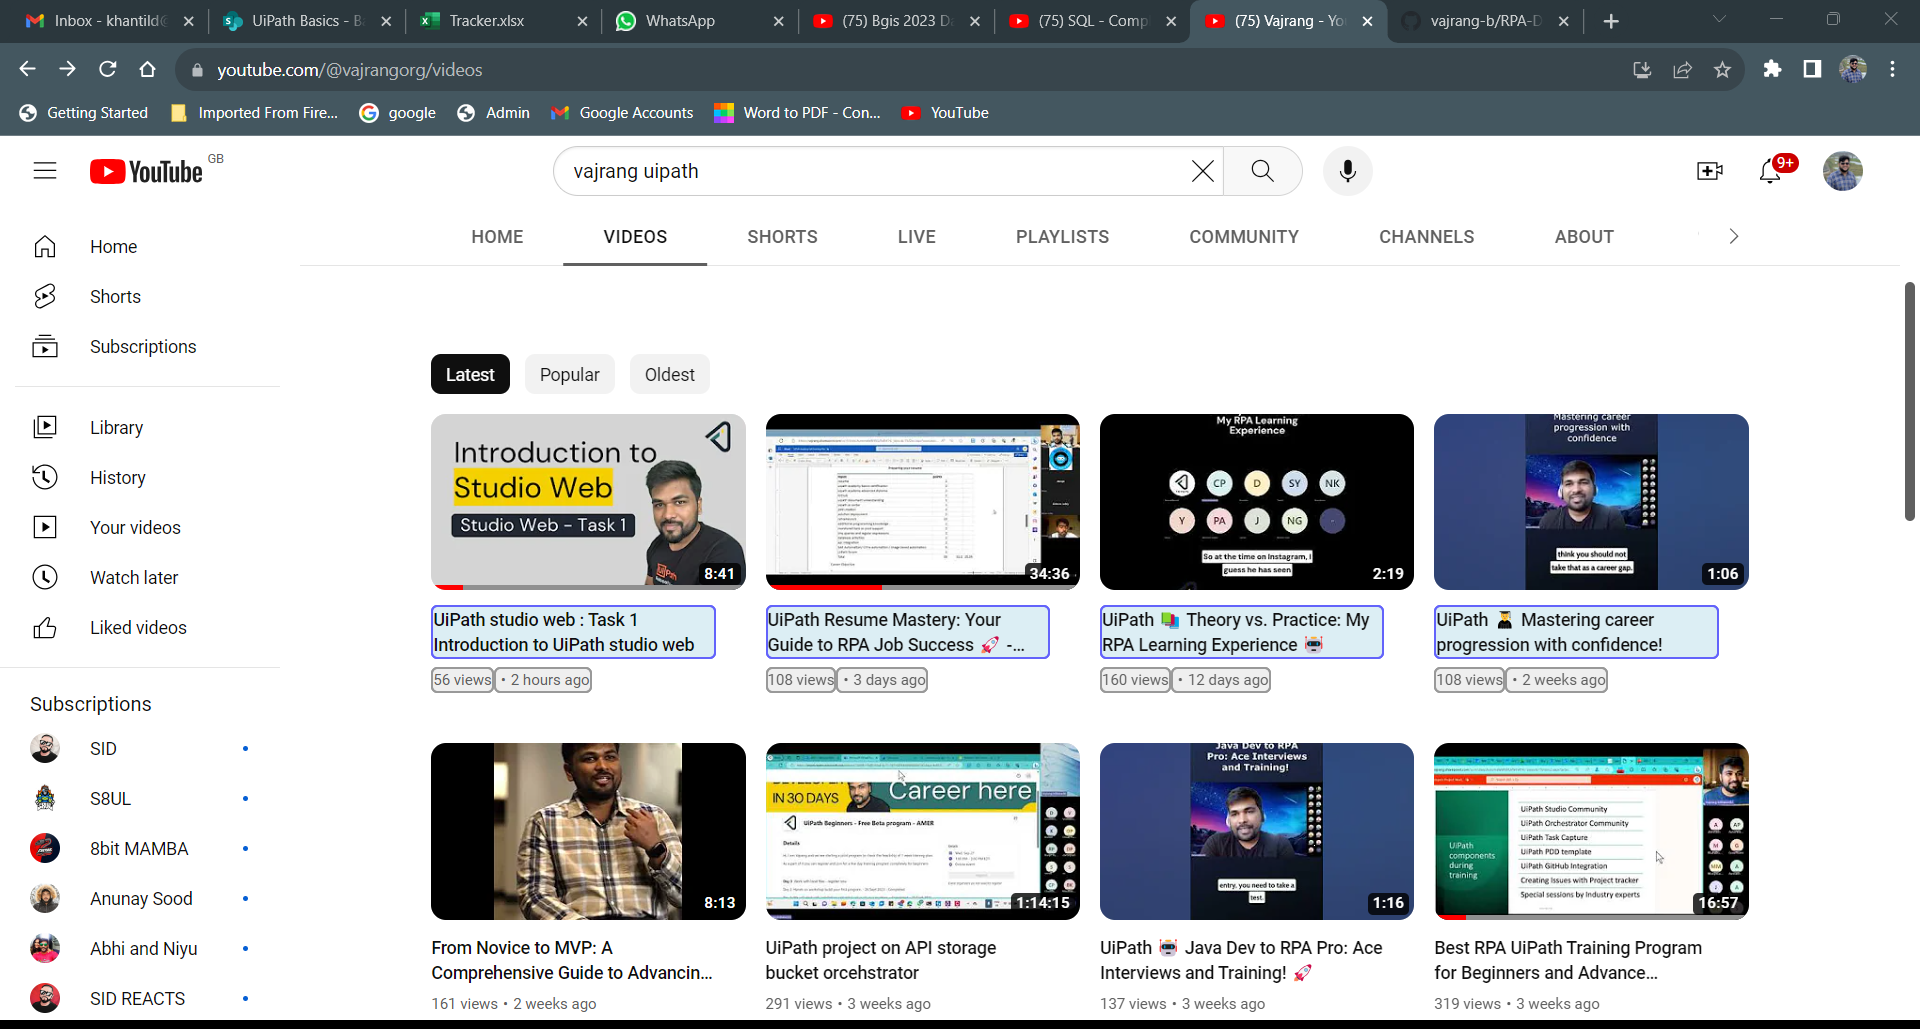 Inbox - khantild
UiPath Basics - B
Tracker.xlsx
WhatsApp
(75) Bgis 2023 D
(75) SQL - Comp
(75) Vajrang - Yo
vajrang-b/RPA-D
youtube.com/@vajrangorg/videos
Getting Started
Imported From Fire...
google
Admin
Google Accounts
Word to PDF - Con...
YouTube
YouTube GB
vajrang uipath
9+
HOME
VIDEOS
SHORTS
LIVE
PLAYLISTS
COMMUNITY
CHANNELS
ABOUT
Home
Shorts
Subscriptions
Library
History
Your videos
Watch later
Liked videos
Subscriptions
SID
S8UL
8bit MAMBA
Anunay Sood
Abhi and Niyu
SID REACTS
Latest
Popular
Oldest
Introduction to
Studio Web
Studio Web - Task 1
8:41
UiPath studio web : Task 1
Introduction to UiPath studio web
56 views • 2 hours ago
34:36
UiPath Resume Mastery: Your
Guide to RPA Job Success 🚀 -...
108 views • 3 days ago
My RPA Learning
Experience
CP D SY NK
Y PA J NG
So at the time on Instagram, I
guess he has seen
2:19
UiPath 📚 Theory vs. Practice: My
RPA Learning Experience 🤖
160 views • 12 days ago
Mastering career
progression with
confidence
think you should not
take that as a career gap.
1:06
UiPath 👨‍🎓 Mastering career
progression with confidence!
108 views • 2 weeks ago
8:13
From Novice to MVP: A
Comprehensive Guide to Advancin...
161 views • 2 weeks ago
IN 30 DAYS
Career here
UiPath Beginners - Free Beta program - AMER
Details
1:14:15
UiPath project on API storage
bucket orcehstrator
291 views • 3 weeks ago
Java Dev to RPA
Pro: Ace Interviews
and Training!
entry, you need to take a
test.
1:16
UiPath 🤖 Java Dev to RPA Pro: Ace
Interviews and Training! 🚀
137 views • 3 weeks ago
UiPath
components
during
training
UiPath Studio Community
UiPath Orchestrator Community
UiPath Task Capture
UiPath PDD template
UiPath GitHub Integration
Creating Issues with Project tracker
Special sessions by Industry experts
16:57
Best RPA UiPath Training Program
for Beginners and Advance...
319 views • 3 weeks ago